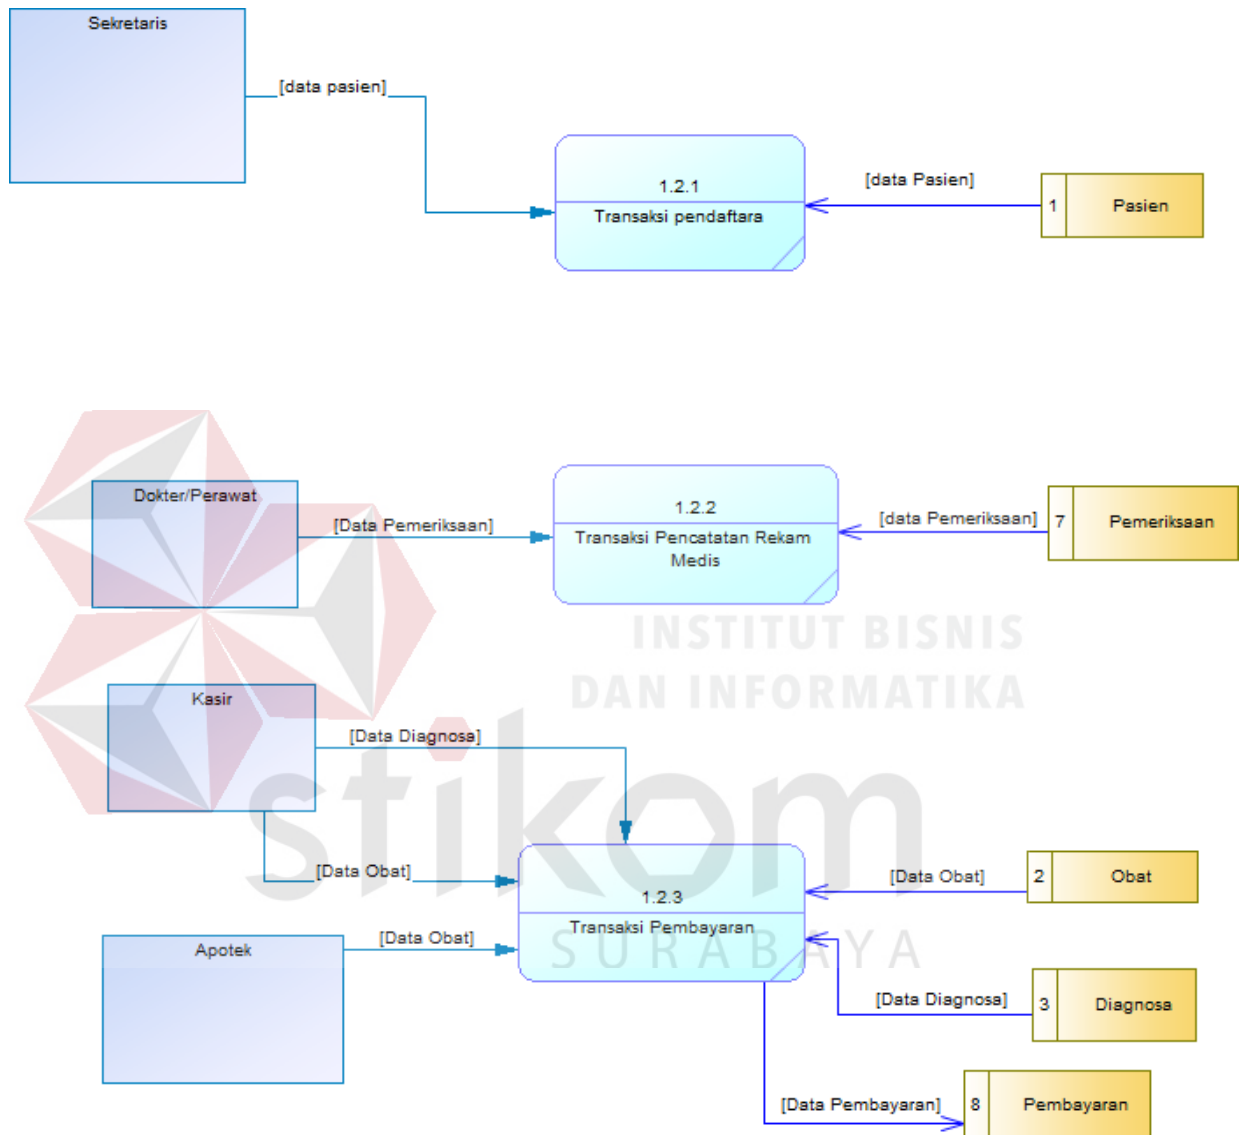 Sekretaris
[data pasien]
1.2.1
Transaksi pendaftara
[data Pasien]
1 Pasien
Dokter/Perawat
[Data Pemeriksaan]
1.2.2
Transaksi Pencatatan Rekam
Medis
[data Pemeriksaan]
7 Pemeriksaan
INSTITUT BISNIS
DAN INFORMATIKA
stikom
SURABAYA
Kasir
[Data Diagnosa]
[Data Obat]
Apotek
[Data Obat]
1.2.3
Transaksi Pembayaran
[Data Obat]
2 Obat
[Data Diagnosa]
3 Diagnosa
[Data Pembayaran]
8 Pembayaran